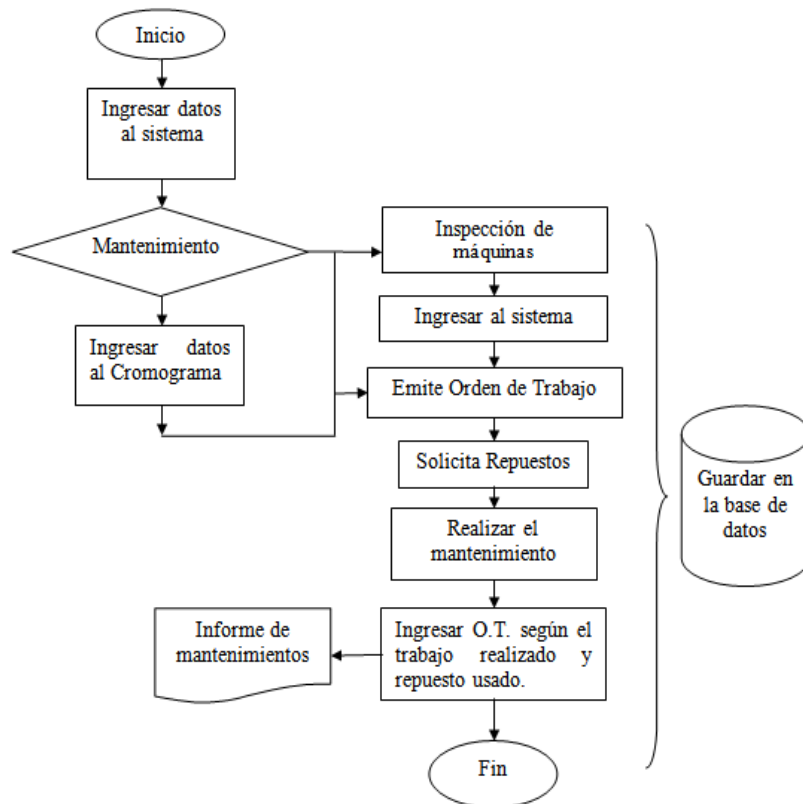 Inicio
Ingresar datos
al sistema
Mantenimiento
Ingresar datos
al Cromograma
Inspección de
máquinas
Ingresar al sistema
Emite Orden de Trabajo
Solicita Repuestos
Realizar el
mantenimiento
Ingresar O.T. según el
trabajo realizado y
repuesto usado.
Informe de
mantenimientos
Fin
Guardar en
la base de
datos